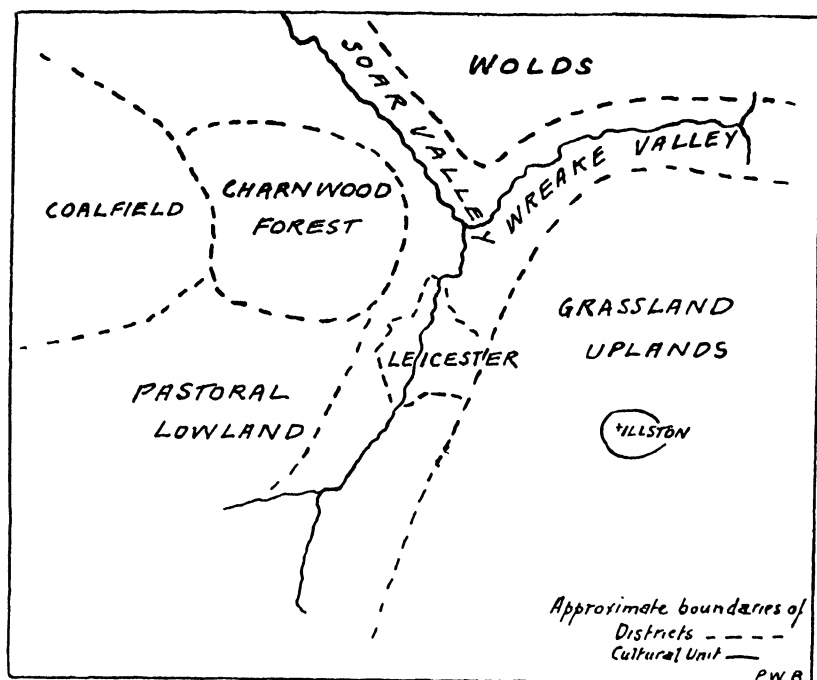 WOLDS
SOAR VALLEY
WREAKE VALLEY
COALFIELD
CHARNWOOD
FOREST
GRASSLAND
UPLANDS
LEICESTER
PASTORAL
LOWLAND
+ILLSTON
Approximate boundaries of
Districts -----
Cultural Unit —
P.W.B.